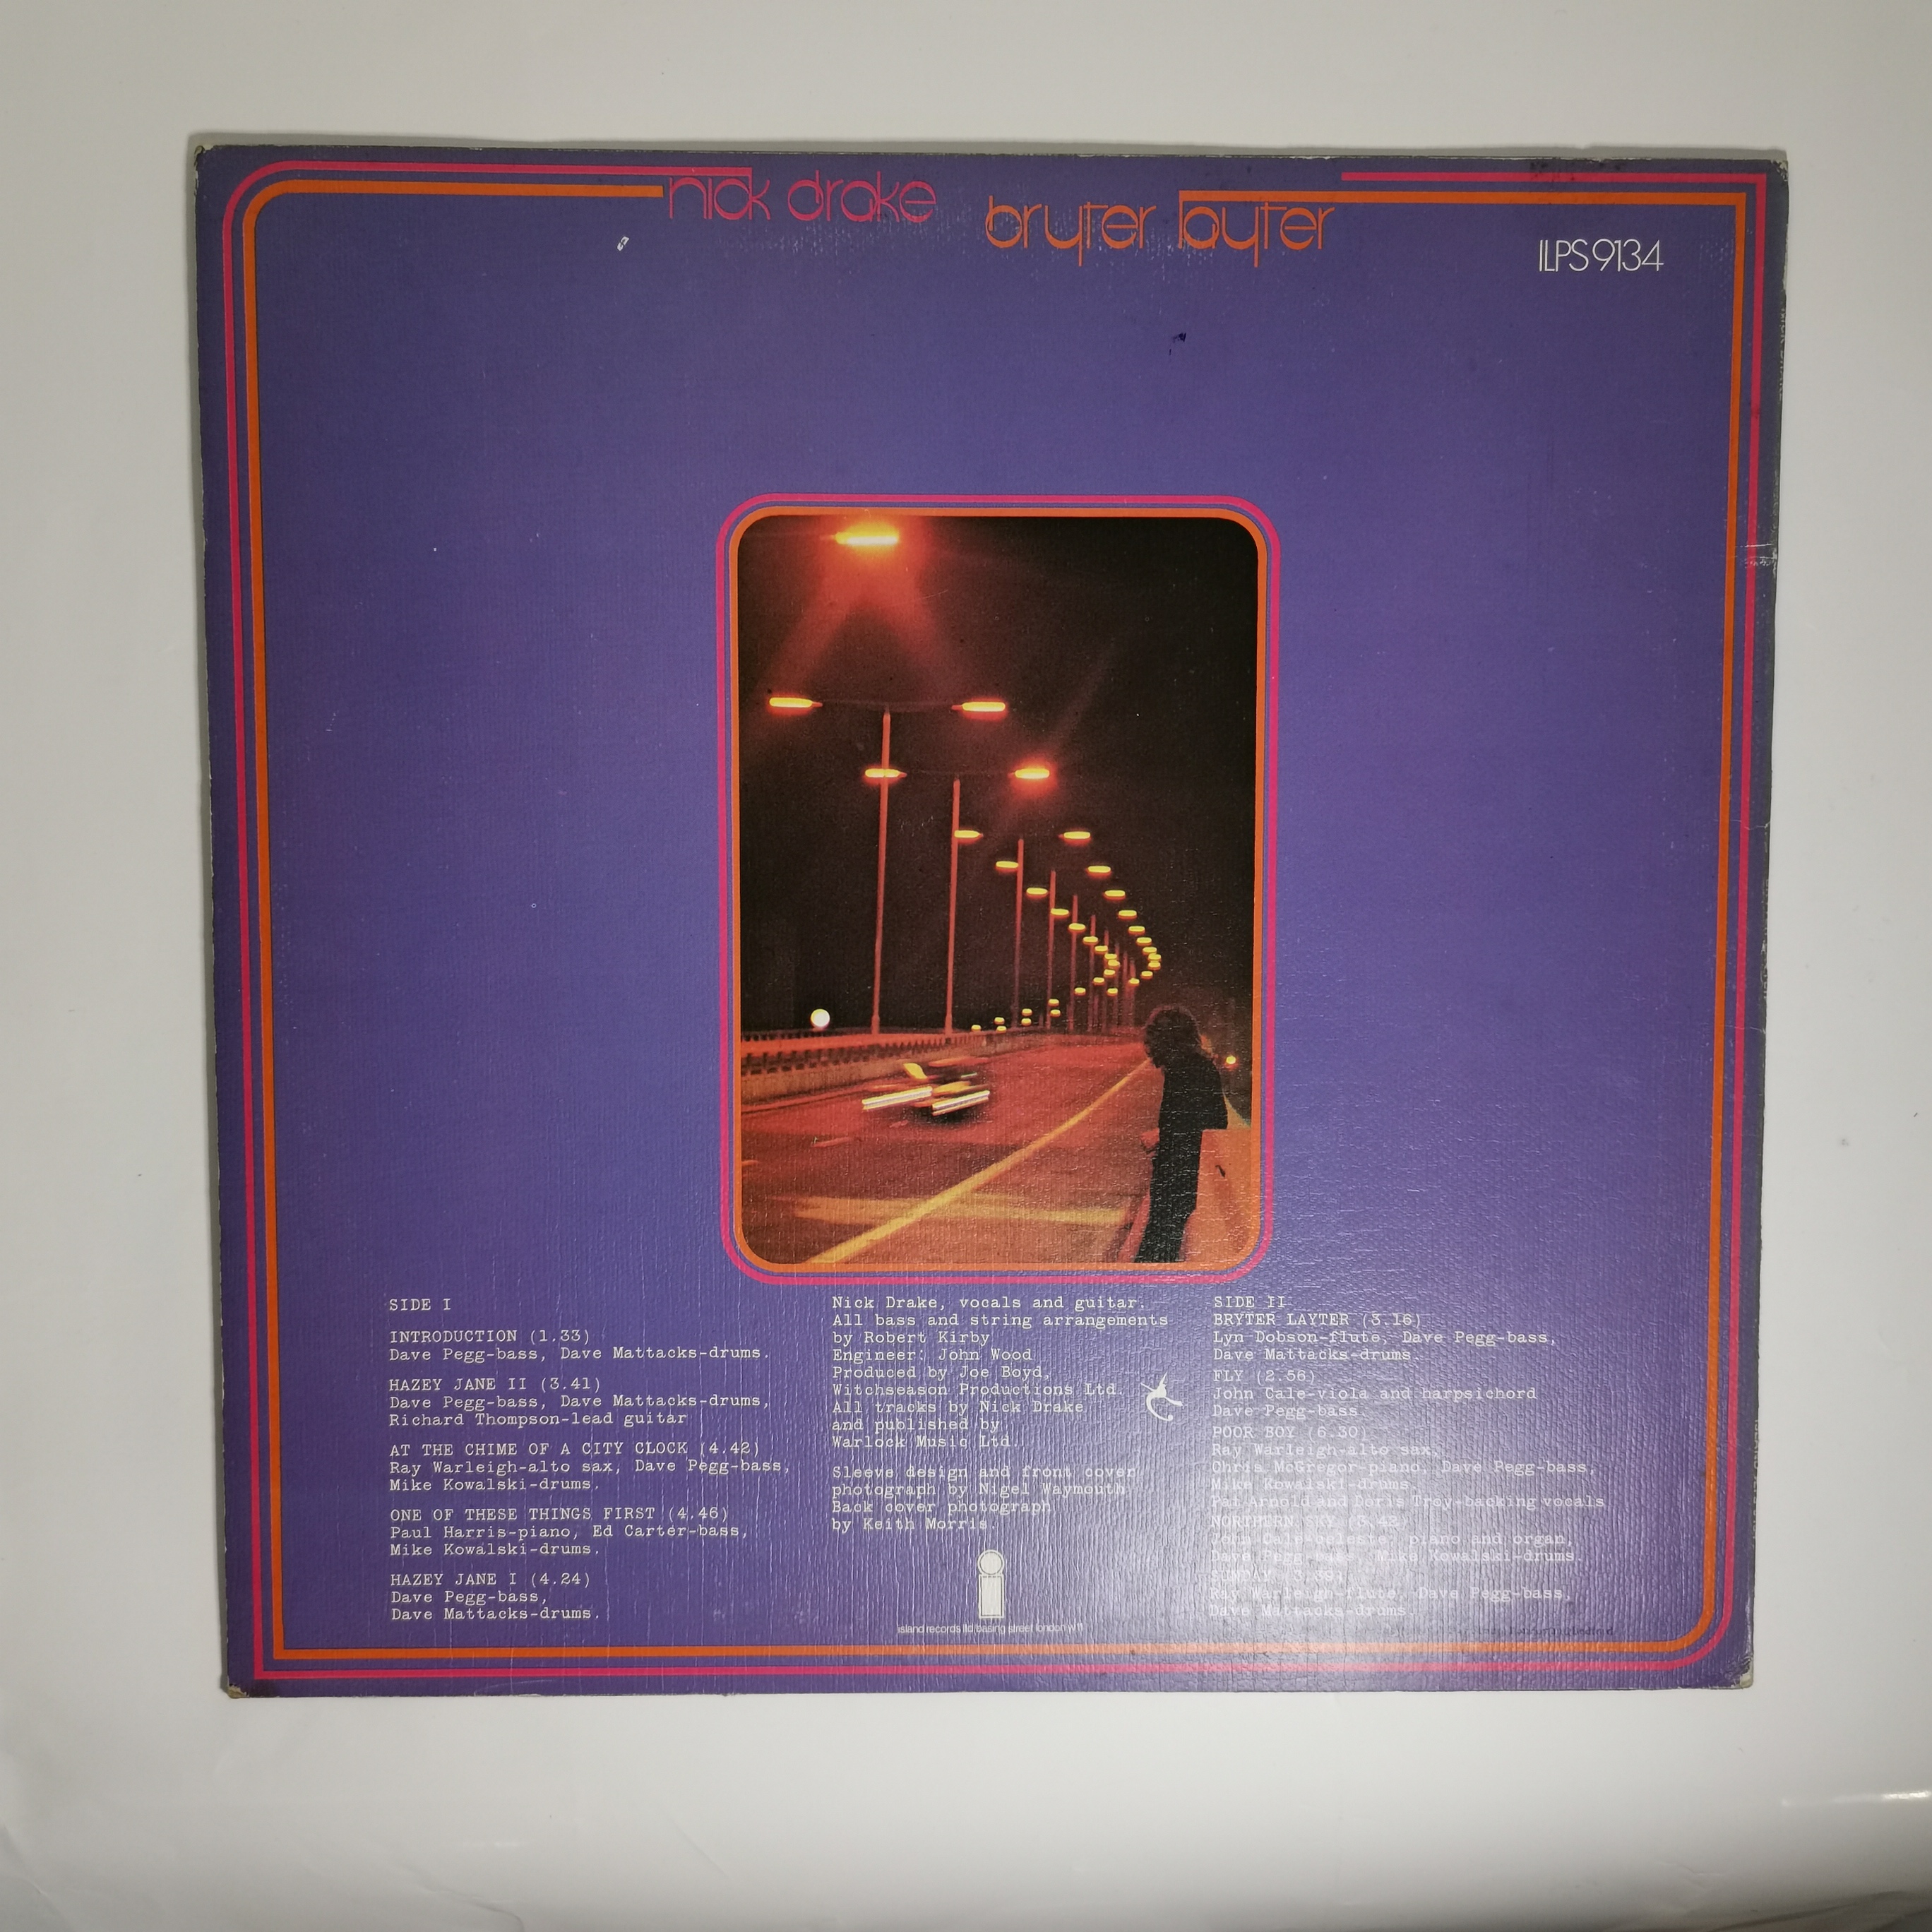 nick drake
bryter layter
ILPS 9134
SIDE I
INTRODUCTION (1.33)
Dave Pegg-bass, Dave Mattacks-drums.
HAZEY JANE II (3.41)
Dave Pegg-bass, Dave Mattacks-drums,
Richard Thompson-lead guitar
AT THE CHIME OF A CITY CLOCK (4.42)
Ray Warleigh-alto sax, Dave Pegg-bass,
Mike Kowalski-drums.
ONE OF THESE THINGS FIRST (4.46)
Paul Harris-piano, Ed Carter-bass,
Mike Kowalski-drums.
HAZEY JANE I (4.24)
Dave Pegg-bass,
Dave Mattacks-drums.
Nick Drake, vocals and guitar.
All bass and string arrangements
by Robert Kirby
Engineer: John Wood
Produced by Joe Boyd,
Witchseason Productions Ltd.
All tracks by Nick Drake
and published by
Warlock Music Ltd.
Sleeve design and front cover
photograph by Nigel Waymouth
Back cover photograph
by Keith Morris.
island records ltd basing street london w11
SIDE II
BRYTER LAYTER (3.16)
Lyn Dobson-flute, Dave Pegg-bass,
Dave Mattacks-drums.
FLY (2.56)
John Cale-viola and harpsichord
Dave Pegg-bass.
POOR BOY (6.30)
Ray Warleigh-alto sax,
Chris McGregor-piano, Dave Pegg-bass,
Mike Kowalski-drums.
Pat Arnold and Doris Troy-backing vocals
NORTHERN SKY (3.42)
John Cale-celeste, piano and organ,
Dave Pegg-bass, Mike Kowalski-drums.
SUNDAY (3.39)
Ray Warleigh-flute, Dave Pegg-bass,
Dave Mattacks-drums.